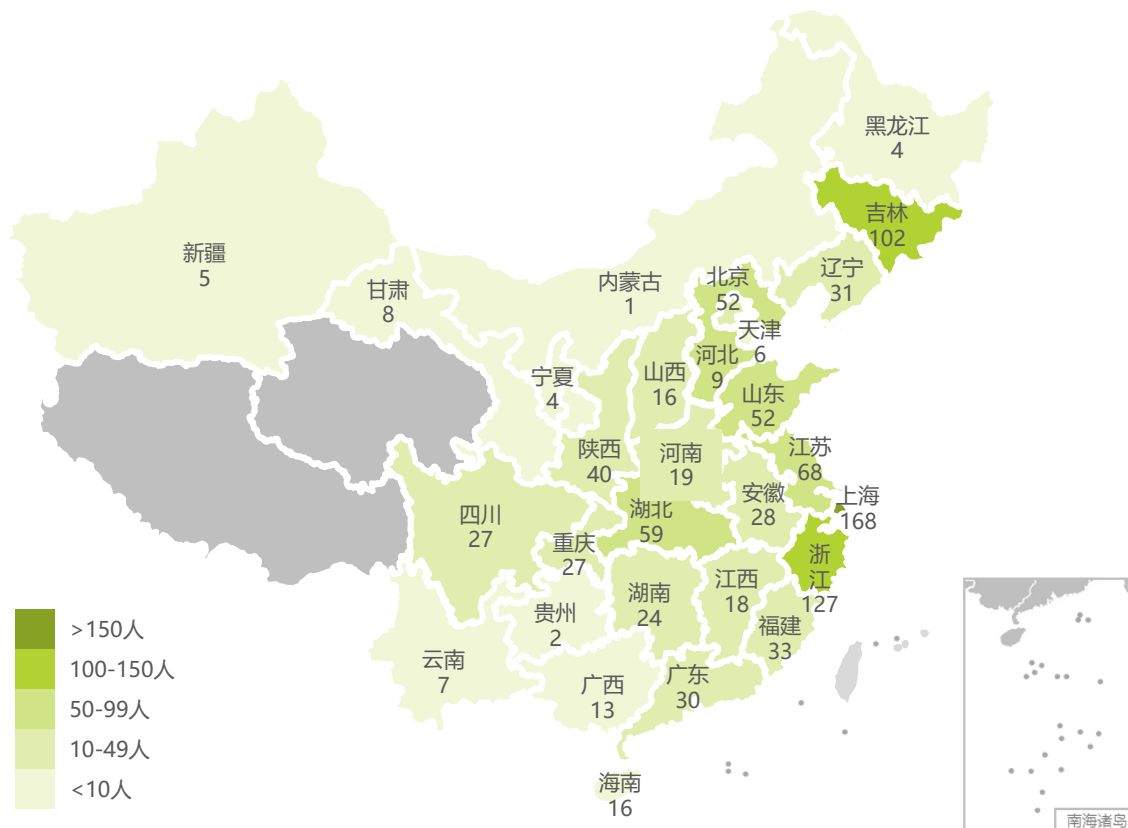 黑龙江
4
吉林
102
新疆
5
辽宁
31
内蒙古
1
北京
52
甘肃
8
天津
6
河北
9
宁夏
4
山西
16
山东
52
陕西
40
河南
19
江苏
68
安徽
28
上海
168
四川
27
湖北
59
重庆
27
浙
江
127
江西
18
湖南
24
贵州
2
福建
33
云南
7
广西
13
广东
30
海南
16
>150人
100-150人
50-99人
10-49人
<10人
南海诸岛